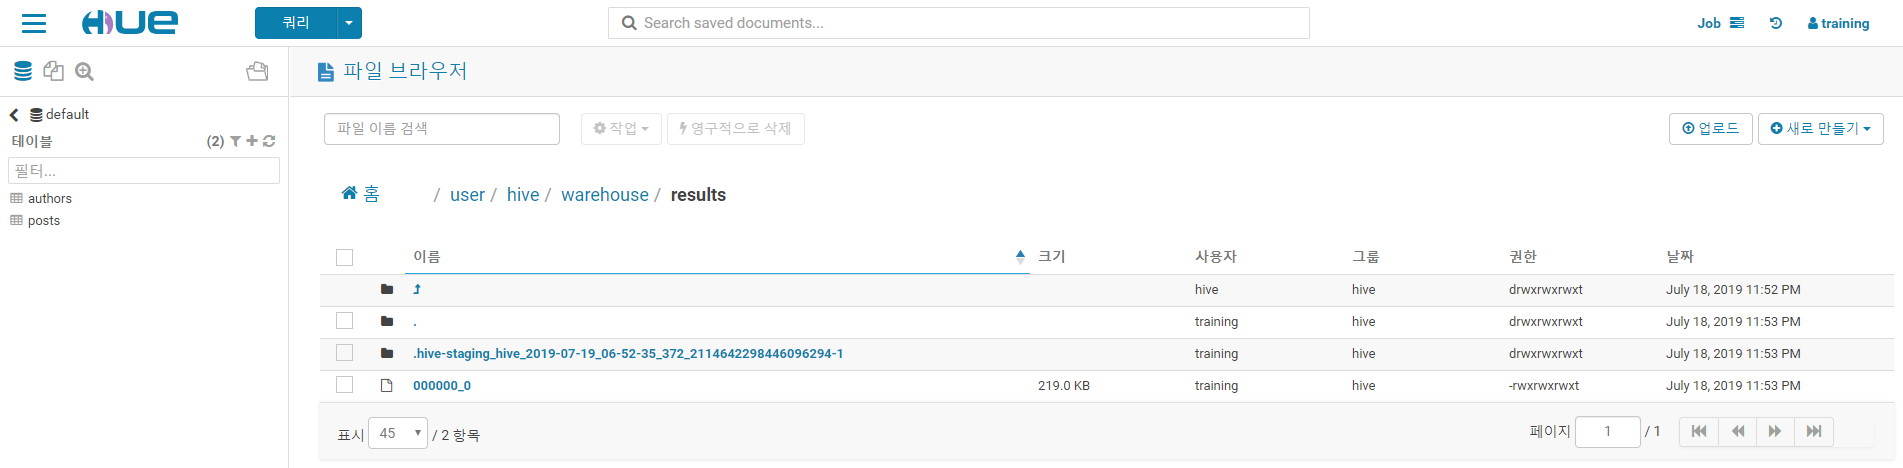 HUE 쿼리 Search saved documents... Job training
파일 브라우저
default
테이블 (2)
필터...
authors
posts
파일 이름 검색 작업 영구적으로 삭제 업로드 새로 만들기
홈 / user / hive / warehouse / results
이름 크기 사용자 그룹 권한 날짜
hive hive drwxrwxrwxt July 18, 2019 11:52 PM
. training hive drwxrwxrwxt July 18, 2019 11:53 PM
.hive-staging_hive_2019-07-19_06-52-35_372_2114642298446096294-1 training hive drwxrwxrwxt July 18, 2019 11:53 PM
000000_0 219.0 KB training hive -rwxrwxrwxt July 18, 2019 11:53 PM
표시 45 / 2 항목 페이지 1 / 1